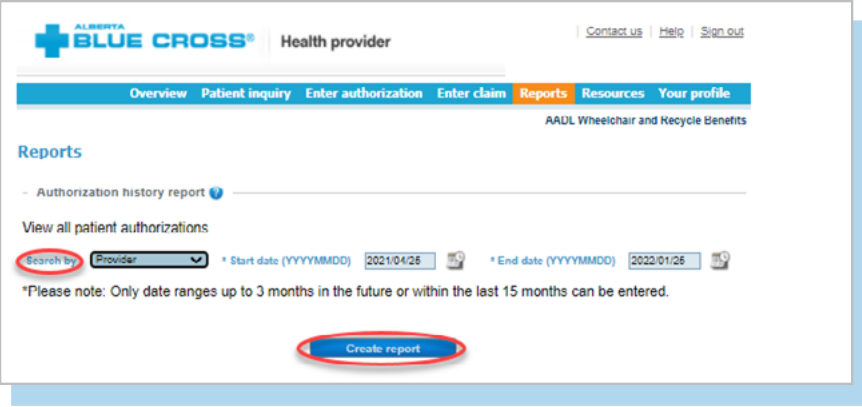 ALBERTA
BLUE CROSS® Health provider
Contact us | Help | Sign out
Overview Patient inquiry Enter authorization Enter claim Reports Resources Your profile
AADL Wheelchair and Recycle Benefits
Reports
Authorization history report ?
View all patient authorizations
Search by Provider * Start date (YYYYMMDD) 2021/04/25 * End date (YYYYMMDD) 2022/01/25
*Please note: Only date ranges up to 3 months in the future or within the last 15 months can be entered.
Create report